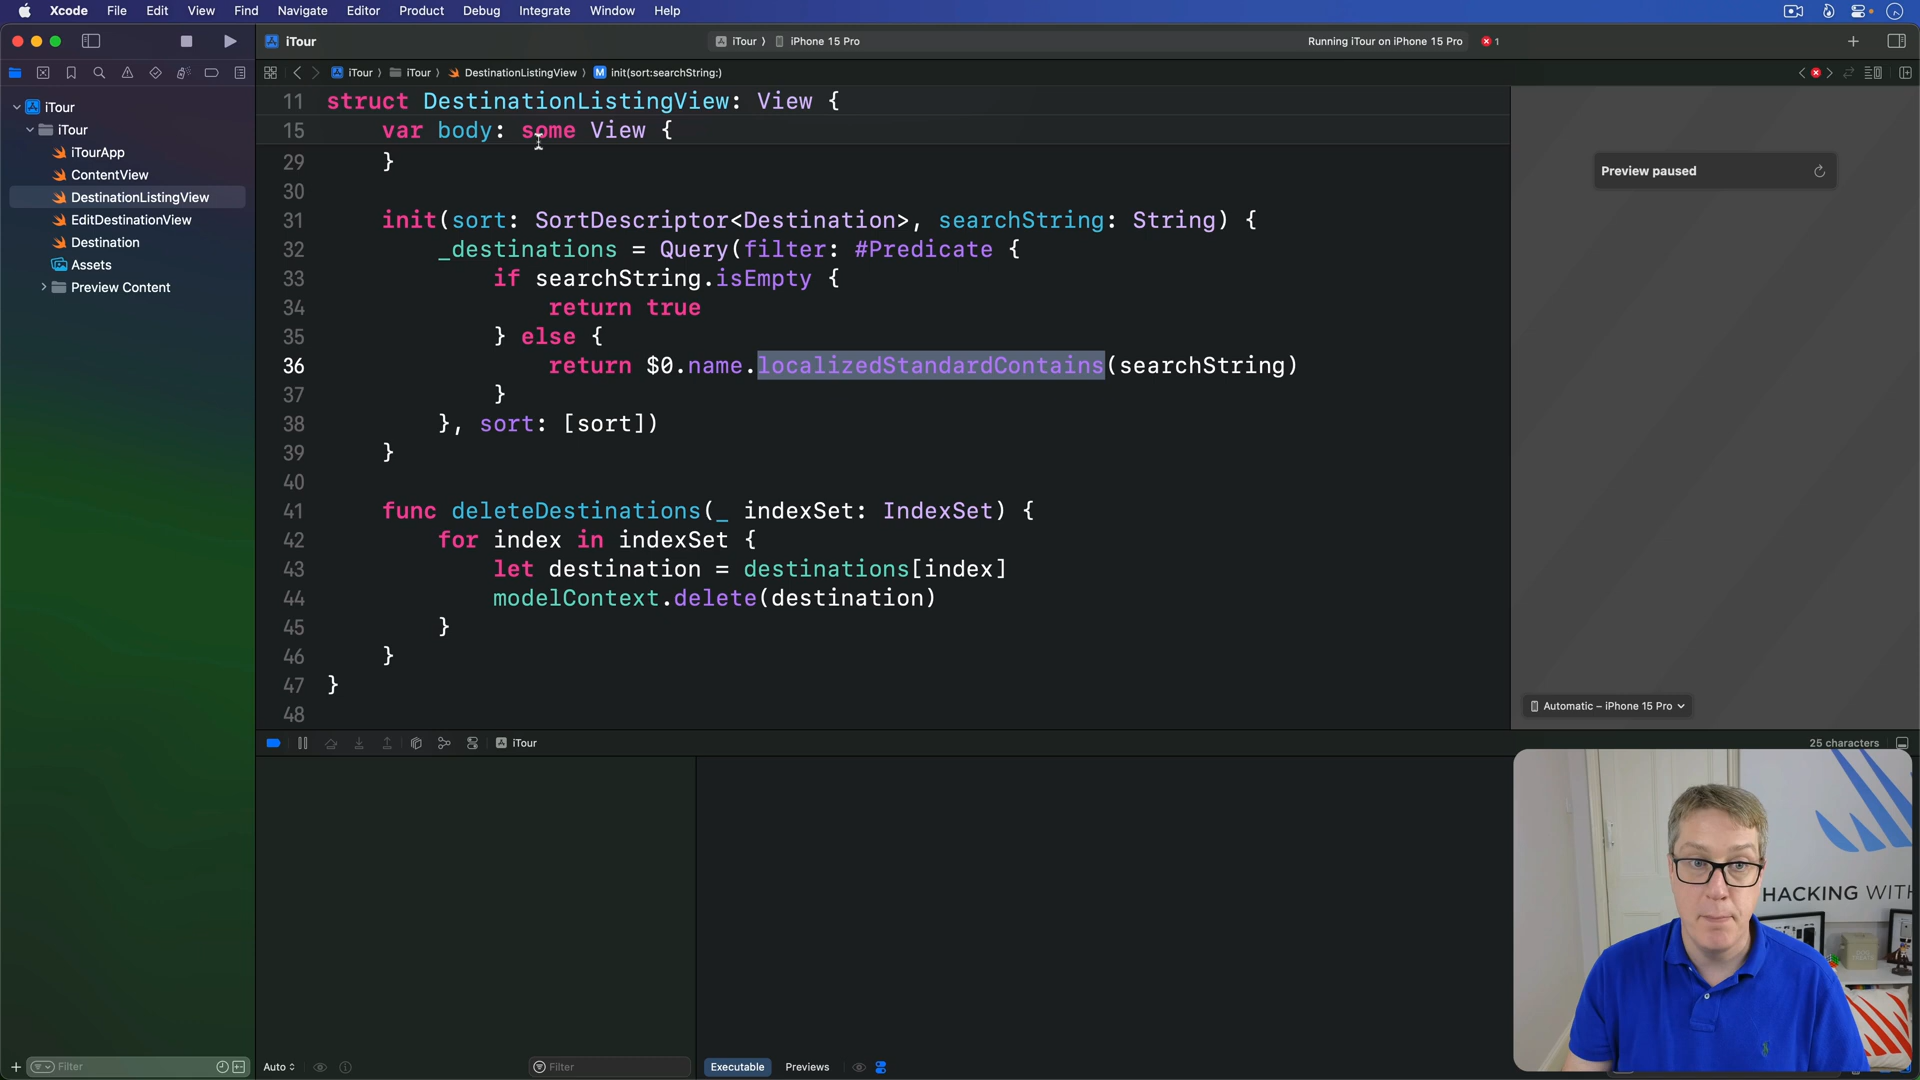 Xcode File Edit View Find Navigate Editor Product Debug Integrate Window Help
iTour
iTour ⟩ iPhone 15 Pro
Running iTour on iPhone 15 Pro
1
iTour ⟩ iTour ⟩ DestinationListingView ⟩ M init(sort:searchString:)
iTour
iTour
iTourApp
ContentView
DestinationListingView
EditDestinationView
Destination
Assets
Preview Content
11 struct DestinationListingView: View {
15 var body: some View {
29 }
30
31 init(sort: SortDescriptor<Destination>, searchString: String) {
32 _destinations = Query(filter: #Predicate {
33 if searchString.isEmpty {
34 return true
35 } else {
36 return $0.name.localizedStandardContains(searchString)
37 }
38 }, sort: [sort])
39 }
40
41 func deleteDestinations(_ indexSet: IndexSet) {
42 for index in indexSet {
43 let destination = destinations[index]
44 modelContext.delete(destination)
45 }
46 }
47 }
48
Preview paused
Automatic – iPhone 15 Pro
iTour
25 characters
HACKING WITH
Filter
Auto
Filter
Executable Previews